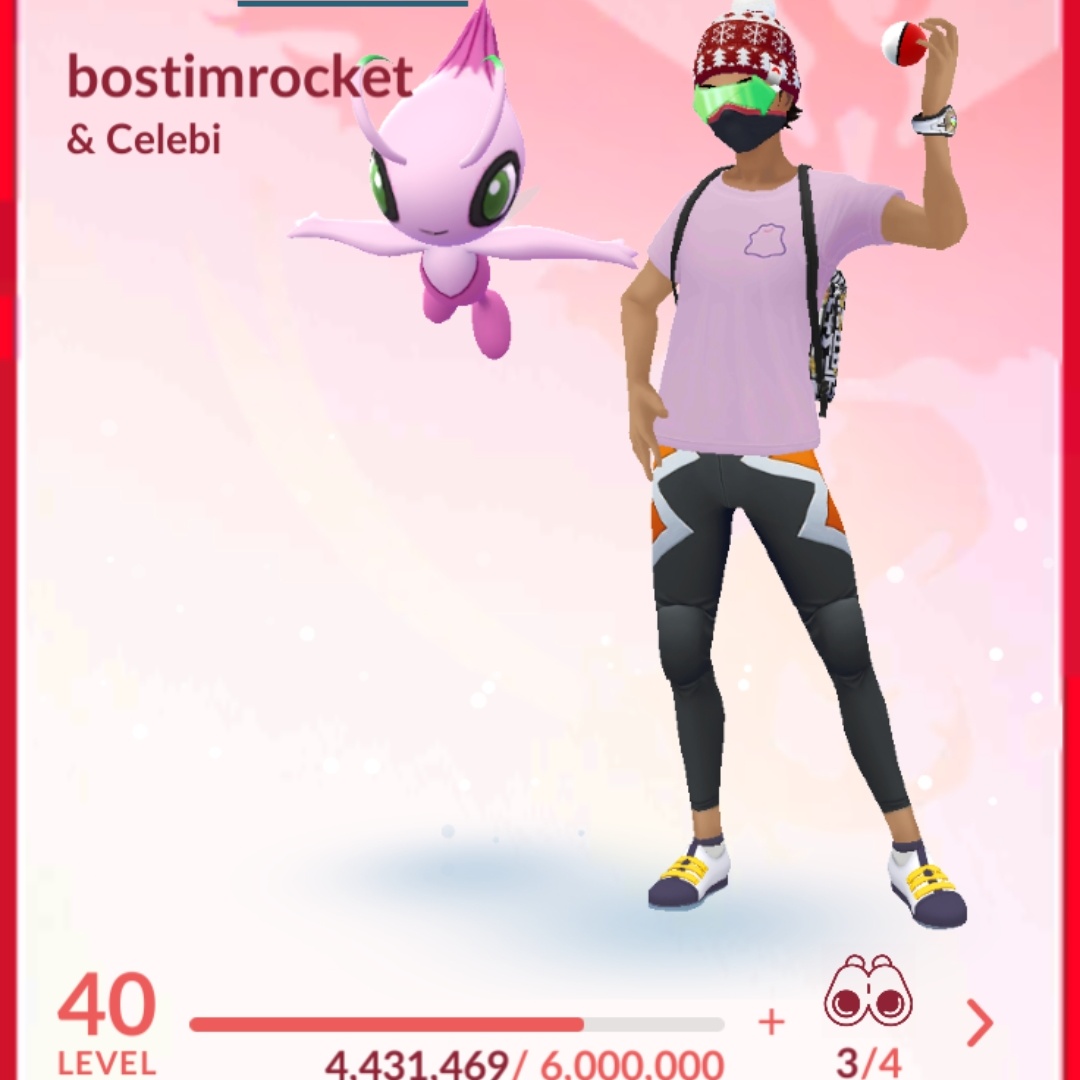 bostimrocket
& Celebi
40
LEVEL
4,431,469/ 6,000,000
+
3/4